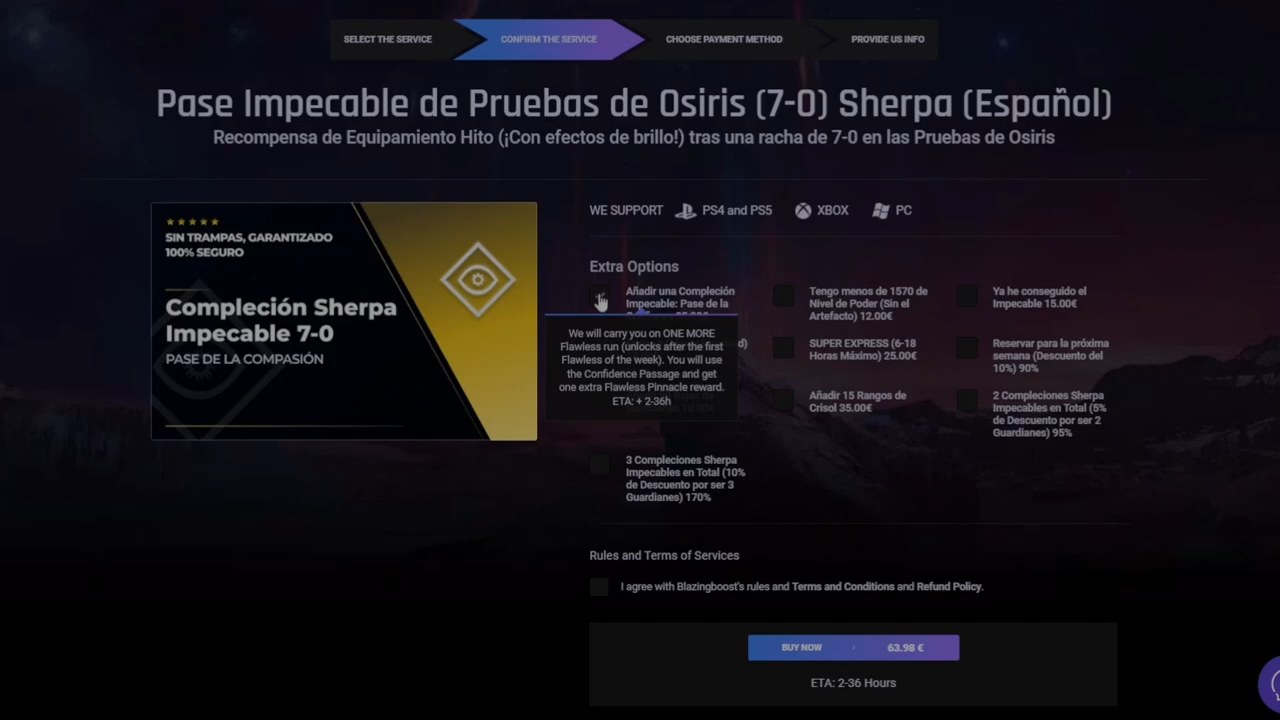 SELECT THE SERVICE
CONFIRM THE SERVICE
CHOOSE PAYMENT METHOD
PROVIDE US INFO
Pase Impecable de Pruebas de Osiris (7-0) Sherpa (Español)
Recompensa de Equipamiento Hito (¡Con efectos de brillo!) tras una racha de 7-0 en las Pruebas de Osiris
SIN TRAMPAS, GARANTIZADO
100% SEGURO
Compleción Sherpa
Impecable 7-0
PASE DE LA COMPASIÓN
WE SUPPORT
PS4 and PS5
XBOX
PC
Extra Options
Añadir una Compleción
Impecable: Pase de la
We will carry you on ONE MORE
Flawless run (unlocks after the first
Flawless of the week). You will use
the Confidence Passage and get
one extra Flawless Pinnacle reward.
ETA: + 2-36h
Tengo menos de 1570 de
Nivel de Poder (Sin el
Artefacto) 12.00€
Ya he conseguido el
Impecable 15.00€
SUPER EXPRESS (6-18
Horas Máximo) 25.00€
Reservar para la próxima
semana (Descuento del
10%) 90%
Añadir 15 Rangos de
Crisol 35.00€
2 Compleciones Sherpa
Impecables en Total (5%
de Descuento por ser 2
Guardianes) 95%
3 Compleciones Sherpa
Impecables en Total (10%
de Descuento por ser 3
Guardianes) 170%
Rules and Terms of Services
I agree with Blazingboost's rules and Terms and Conditions and Refund Policy.
BUY NOW
63.98 €
ETA: 2-36 Hours